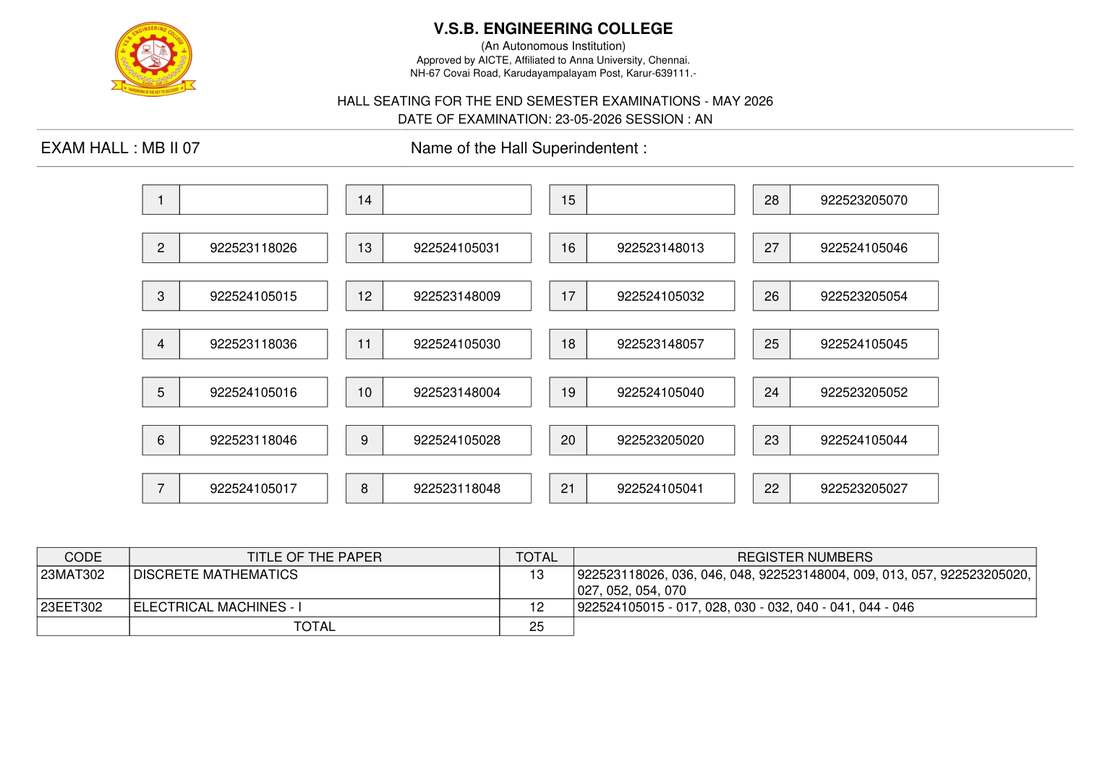 V.S.B. ENGINEERING COLLEGE
(An Autonomous Institution)
Approved by AICTE, Affiliated to Anna University, Chennai.
NH-67 Covai Road, Karudayampalayam Post, Karur-639111.-
HALL SEATING FOR THE END SEMESTER EXAMINATIONS - MAY 2026
DATE OF EXAMINATION: 23-05-2026 SESSION : AN
EXAM HALL : MB II 07 Name of the Hall Superindentent :
1 14 15 28 922523205070
2 922523118026 13 922524105031 16 922523148013 27 922524105046
3 922524105015 12 922523148009 17 922524105032 26 922523205054
4 922523118036 11 922524105030 18 922523148057 25 922524105045
5 922524105016 10 922523148004 19 922524105040 24 922523205052
6 922523118046 9 922524105028 20 922523205020 23 922524105044
7 922524105017 8 922523118048 21 922524105041 22 922523205027
CODE TITLE OF THE PAPER TOTAL REGISTER NUMBERS
23MAT302 DISCRETE MATHEMATICS 13 922523118026, 036, 046, 048, 922523148004, 009, 013, 057, 922523205020,
027, 052, 054, 070
23EET302 ELECTRICAL MACHINES - I 12 922524105015 - 017, 028, 030 - 032, 040 - 041, 044 - 046
TOTAL 25